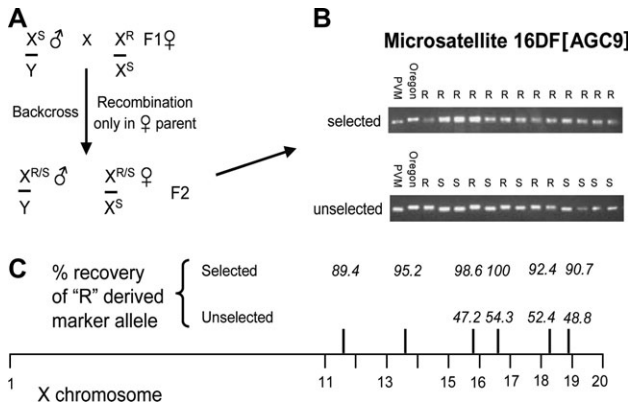 A
X^S ♂ X X^R F1♀
Y X^S
Backcross
Recombination
only in ♀ parent
X^R/S ♂ X^R/S ♀ F2
Y X^S
B
Microsatellite 16DF[AGC9]
PVM Oregon R R R R R R R R R R R R R
selected
PVM Oregon R S S R S R S R R S S S S
unselected
C
% recovery
of “R” derived
marker allele
Selected 89.4 95.2 98.6 100 92.4 90.7
Unselected 47.2 54.3 52.4 48.8
1 11 13 15 16 17 18 19 20
X chromosome